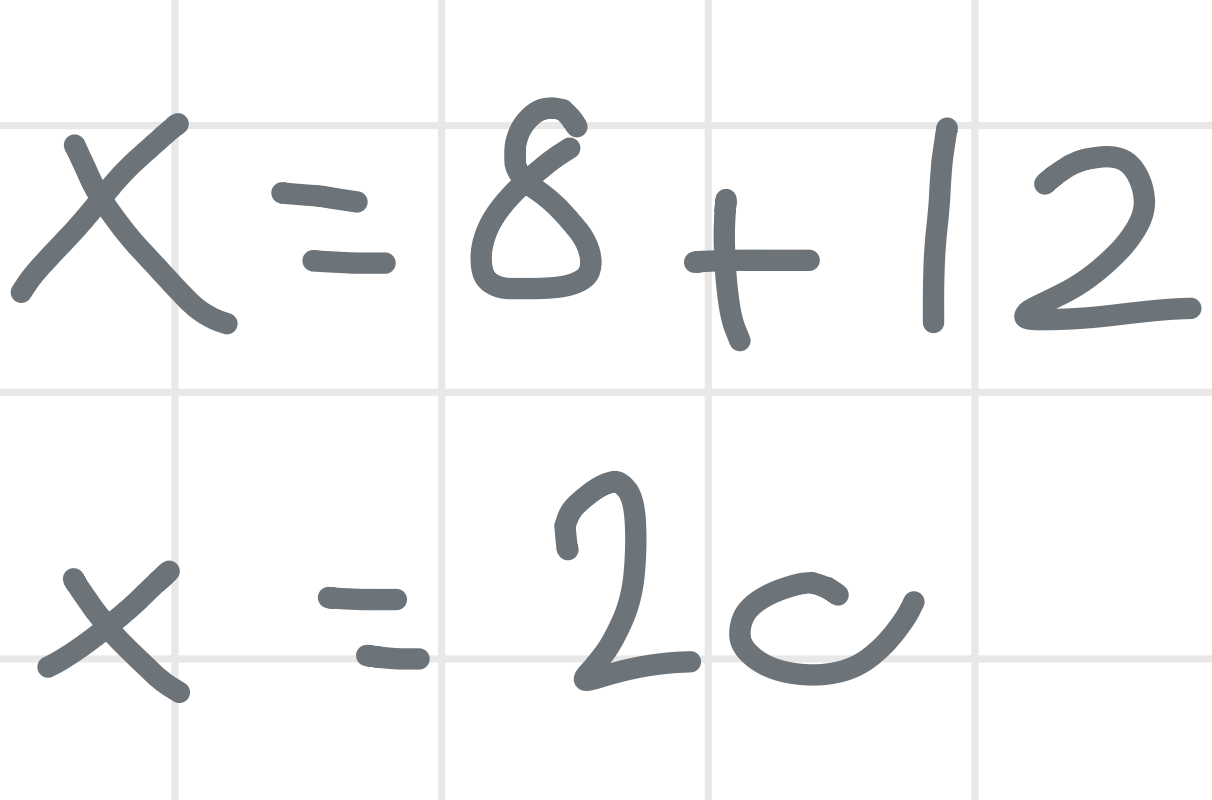 x = 8 + 12
x = 20